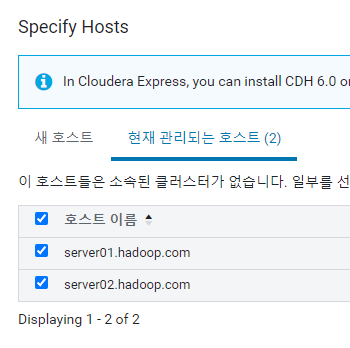 Specify Hosts
In Cloudera Express, you can install CDH 6.0 or
새 호스트 현재 관리되는 호스트 (2)
이 호스트들은 소속된 클러스터가 없습니다. 일부를 선
호스트 이름
server01.hadoop.com
server02.hadoop.com
Displaying 1 - 2 of 2